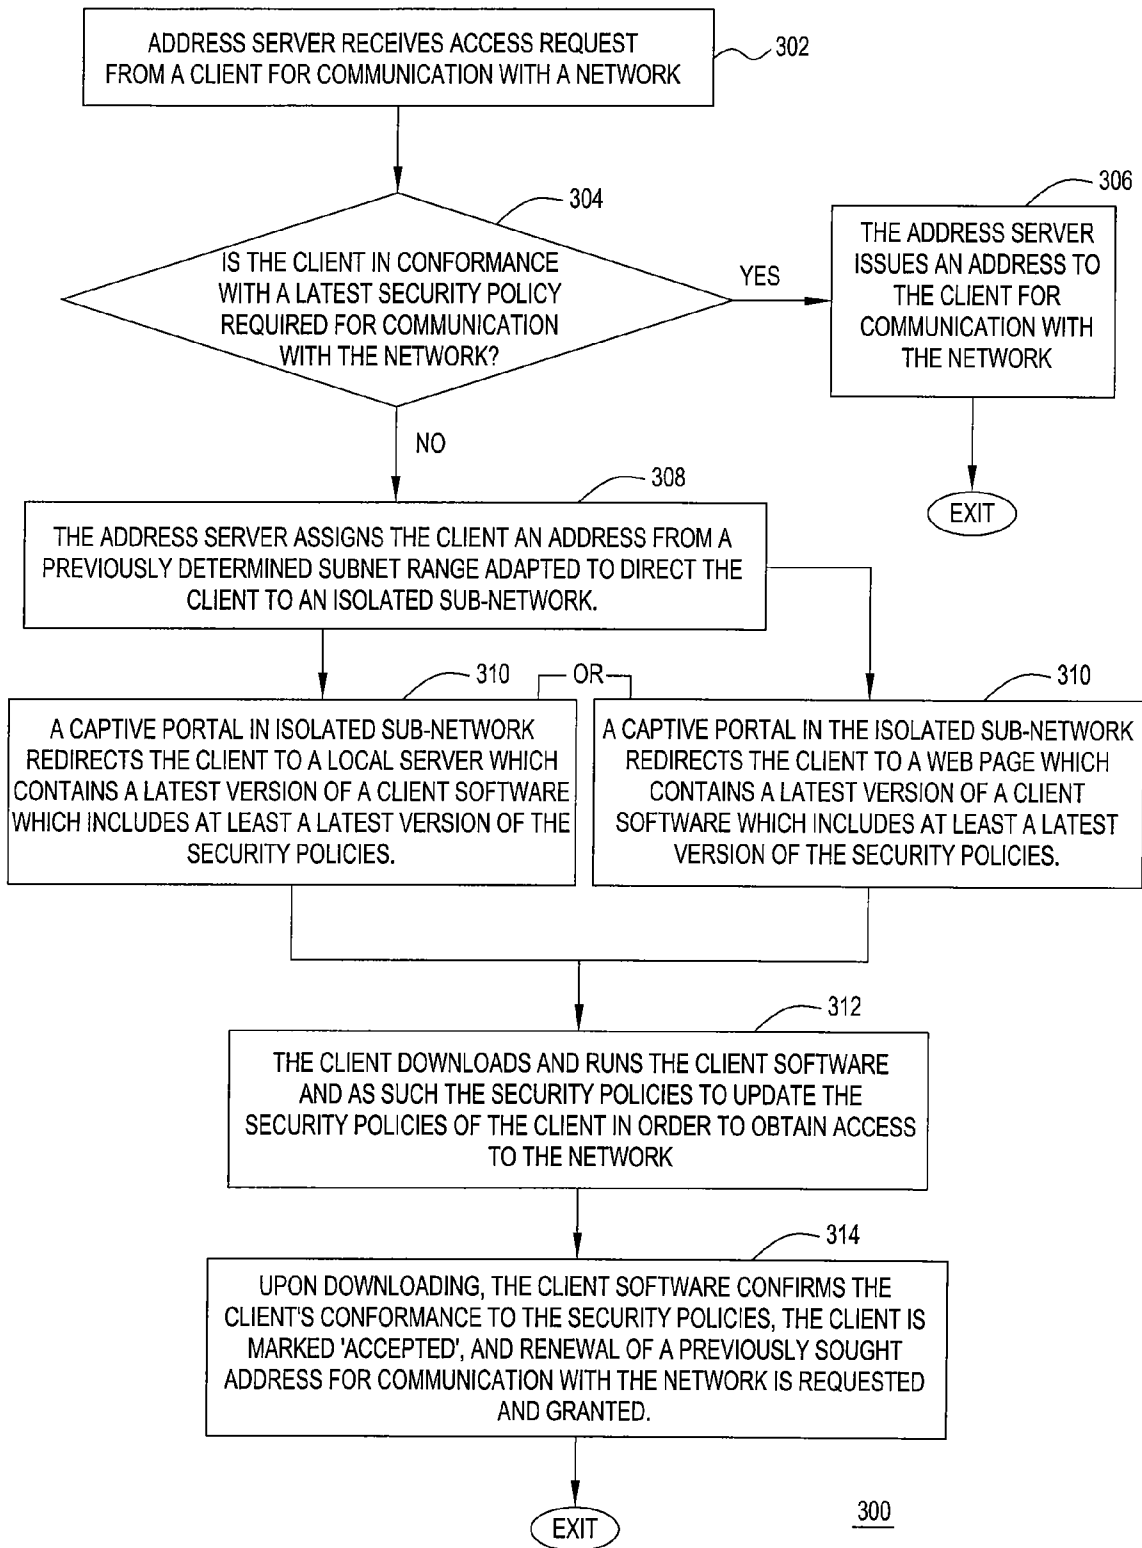 ADDRESS SERVER RECEIVES ACCESS REQUEST
FROM A CLIENT FOR COMMUNICATION WITH A NETWORK
302
304
IS THE CLIENT IN CONFORMANCE
WITH A LATEST SECURITY POLICY
REQUIRED FOR COMMUNICATION
WITH THE NETWORK?
YES
306
THE ADDRESS SERVER
ISSUES AN ADDRESS TO
THE CLIENT FOR
COMMUNICATION WITH
THE NETWORK
EXIT
NO
308
THE ADDRESS SERVER ASSIGNS THE CLIENT AN ADDRESS FROM A
PREVIOUSLY DETERMINED SUBNET RANGE ADAPTED TO DIRECT THE
CLIENT TO AN ISOLATED SUB-NETWORK.
310
OR
310
A CAPTIVE PORTAL IN ISOLATED SUB-NETWORK
REDIRECTS THE CLIENT TO A LOCAL SERVER WHICH
CONTAINS A LATEST VERSION OF A CLIENT SOFTWARE
WHICH INCLUDES AT LEAST A LATEST VERSION OF THE
SECURITY POLICIES.
A CAPTIVE PORTAL IN THE ISOLATED SUB-NETWORK
REDIRECTS THE CLIENT TO A WEB PAGE WHICH
CONTAINS A LATEST VERSION OF A CLIENT
SOFTWARE WHICH INCLUDES AT LEAST A LATEST
VERSION OF THE SECURITY POLICIES.
312
THE CLIENT DOWNLOADS AND RUNS THE CLIENT SOFTWARE
AND AS SUCH THE SECURITY POLICIES TO UPDATE THE
SECURITY POLICIES OF THE CLIENT IN ORDER TO OBTAIN ACCESS
TO THE NETWORK
314
UPON DOWNLOADING, THE CLIENT SOFTWARE CONFIRMS THE
CLIENT'S CONFORMANCE TO THE SECURITY POLICIES, THE CLIENT IS
MARKED 'ACCEPTED', AND RENEWAL OF A PREVIOUSLY SOUGHT
ADDRESS FOR COMMUNICATION WITH THE NETWORK IS REQUESTED
AND GRANTED.
EXIT
300